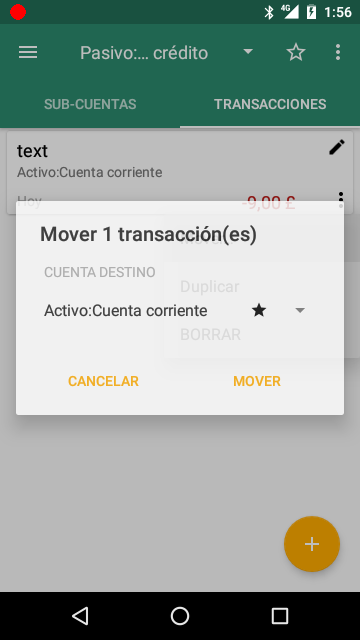 1:56
4G
Pasivo:... crédito
SUB-CUENTAS
TRANSACCIONES
text
Activo:Cuenta corriente
Hoy
-9,00 £
Mover 1 transacción(es)
CUENTA DESTINO
Duplicar
Activo:Cuenta corriente
BORRAR
CANCELAR
MOVER